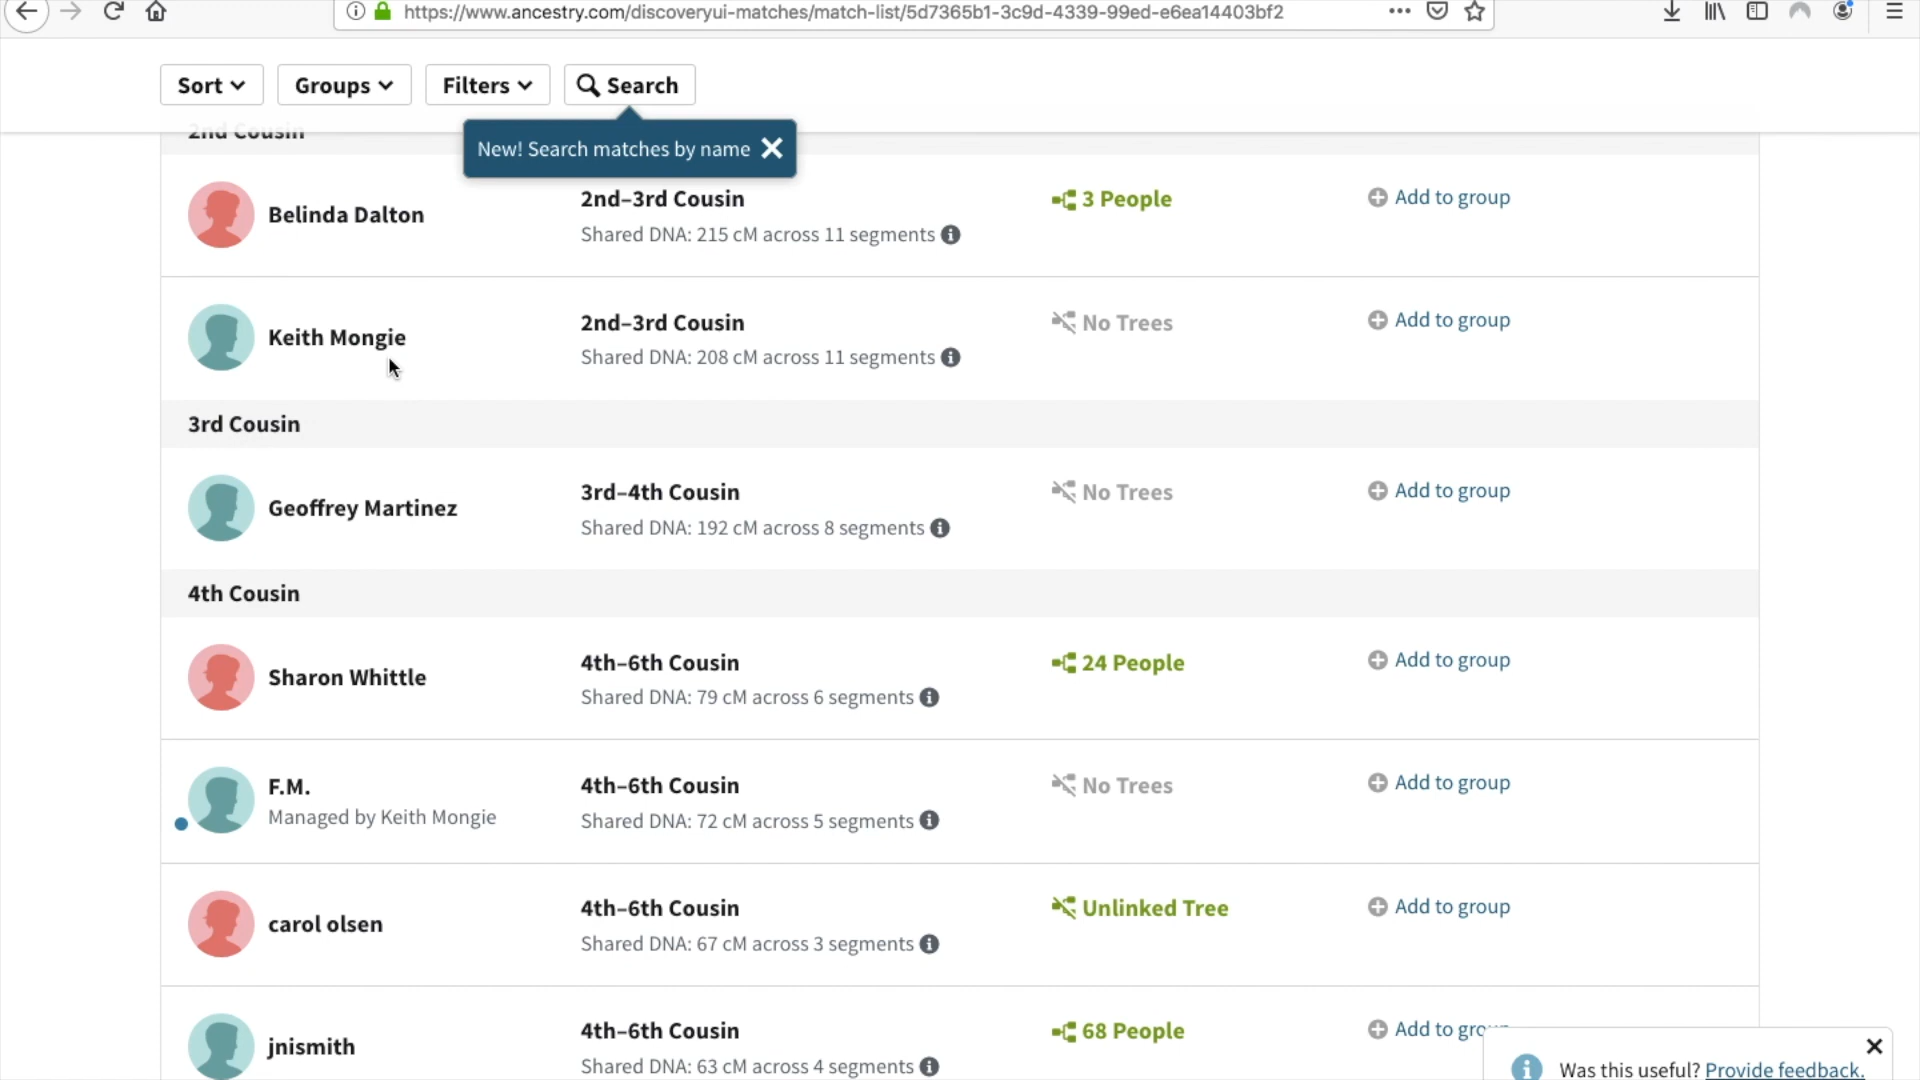 https://www.ancestry.com/discoveryui-matches/match-list/5d7365b1-3c9d-4339-99ed-e6ea14403bf2
Sort Groups Filters Search
2nd Cousin
New! Search matches by name
Belinda Dalton
2nd–3rd Cousin
Shared DNA: 215 cM across 11 segments
3 People
Add to group
Keith Mongie
2nd–3rd Cousin
Shared DNA: 208 cM across 11 segments
No Trees
Add to group
3rd Cousin
Geoffrey Martinez
3rd–4th Cousin
Shared DNA: 192 cM across 8 segments
No Trees
Add to group
4th Cousin
Sharon Whittle
4th–6th Cousin
Shared DNA: 79 cM across 6 segments
24 People
Add to group
F.M.
Managed by Keith Mongie
4th–6th Cousin
Shared DNA: 72 cM across 5 segments
No Trees
Add to group
carol olsen
4th–6th Cousin
Shared DNA: 67 cM across 3 segments
Unlinked Tree
Add to group
jnismith
4th–6th Cousin
Shared DNA: 63 cM across 4 segments
68 People
Add to gro
Was this useful? Provide feedback.